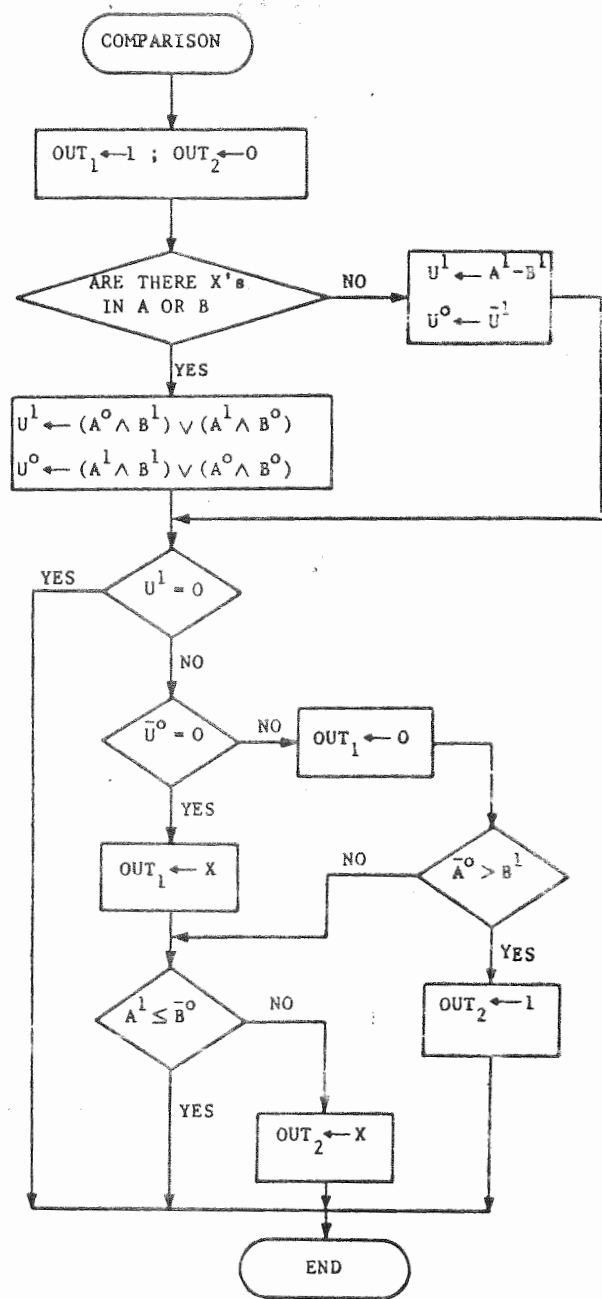 COMPARISON
OUT₁ ← 1 ; OUT₂ ← 0
ARE THERE X's
IN A OR B
NO
U¹ ← A¹-B¹
U⁰ ← Ū¹
YES
U¹ ← (A⁰ ∧ B¹) ∨ (A¹ ∧ B⁰)
U⁰ ← (A¹ ∧ B¹) ∨ (A⁰ ∧ B⁰)
YES
U¹ = 0
NO
Ū⁰ = 0
NO
OUT₁ ← 0
YES
OUT₁ ← X
NO
Ā⁰ > B¹
YES
A¹ ≤ B̄⁰
NO
OUT₂ ← 1
YES
OUT₂ ← X
END